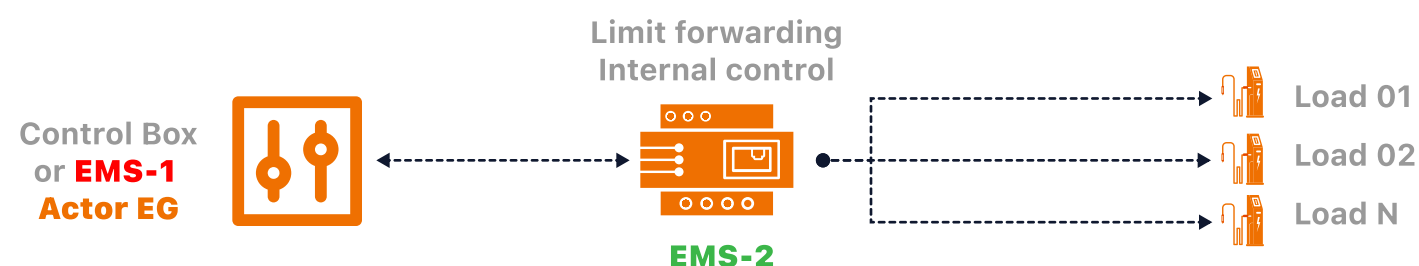 Limit forwarding
Internal control
Control Box
or EMS-1
Actor EG
EMS-2
Load 01
Load 02
Load N